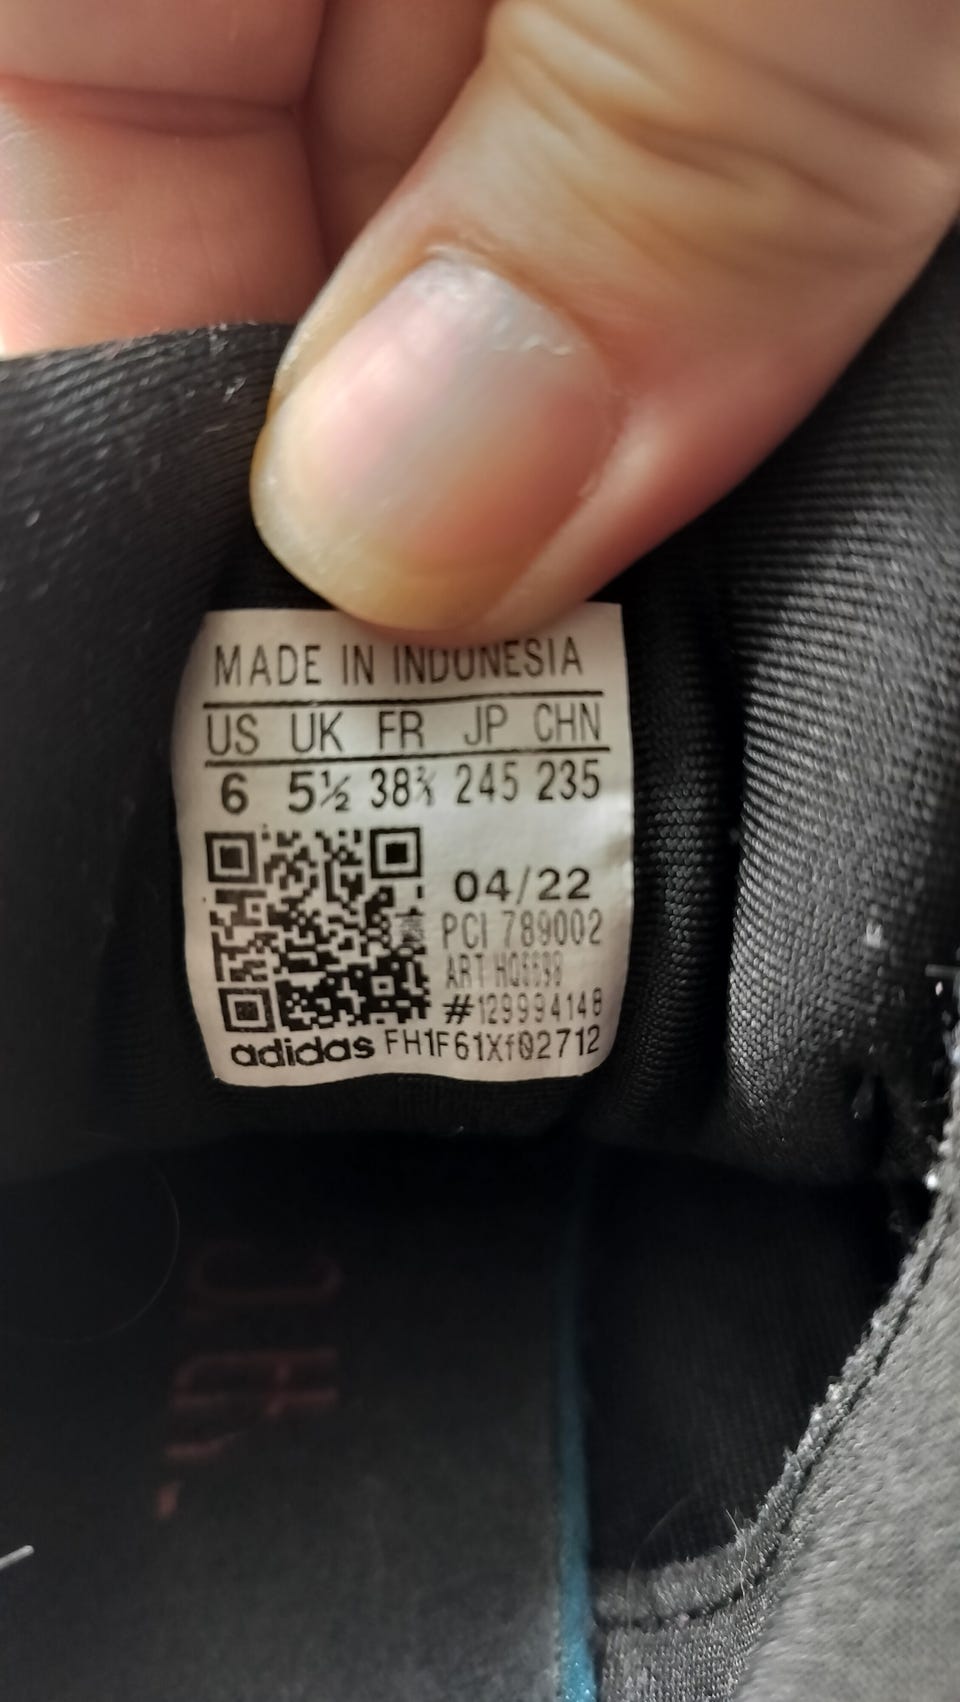 MADE IN INDONESIA
US UK FR JP CHN
6 5½ 38⅔ 245 235
04/22
PCI 789002
ART
#129994148
adidas FH1F61Xf02712